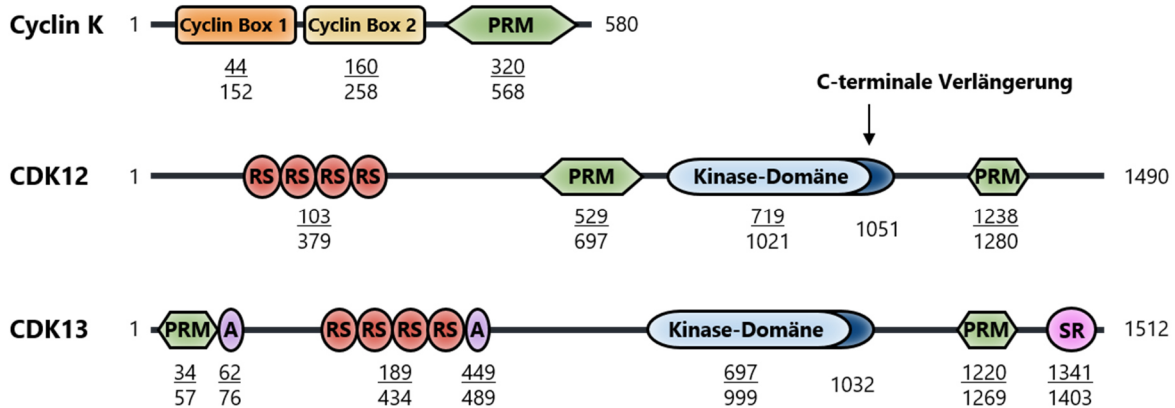 Cyclin K 1 Cyclin Box 1 Cyclin Box 2 PRM 580
44 160 320
152 258 568
C-terminale Verlängerung
CDK12 1 RS RS RS RS PRM Kinase-Domäne PRM 1490
103 529 719 1051 1238
379 697 1021 1280
CDK13 1 PRM A RS RS RS RS A Kinase-Domäne PRM SR 1512
34 62 189 449 697 1032 1220 1341
57 76 434 489 999 1269 1403